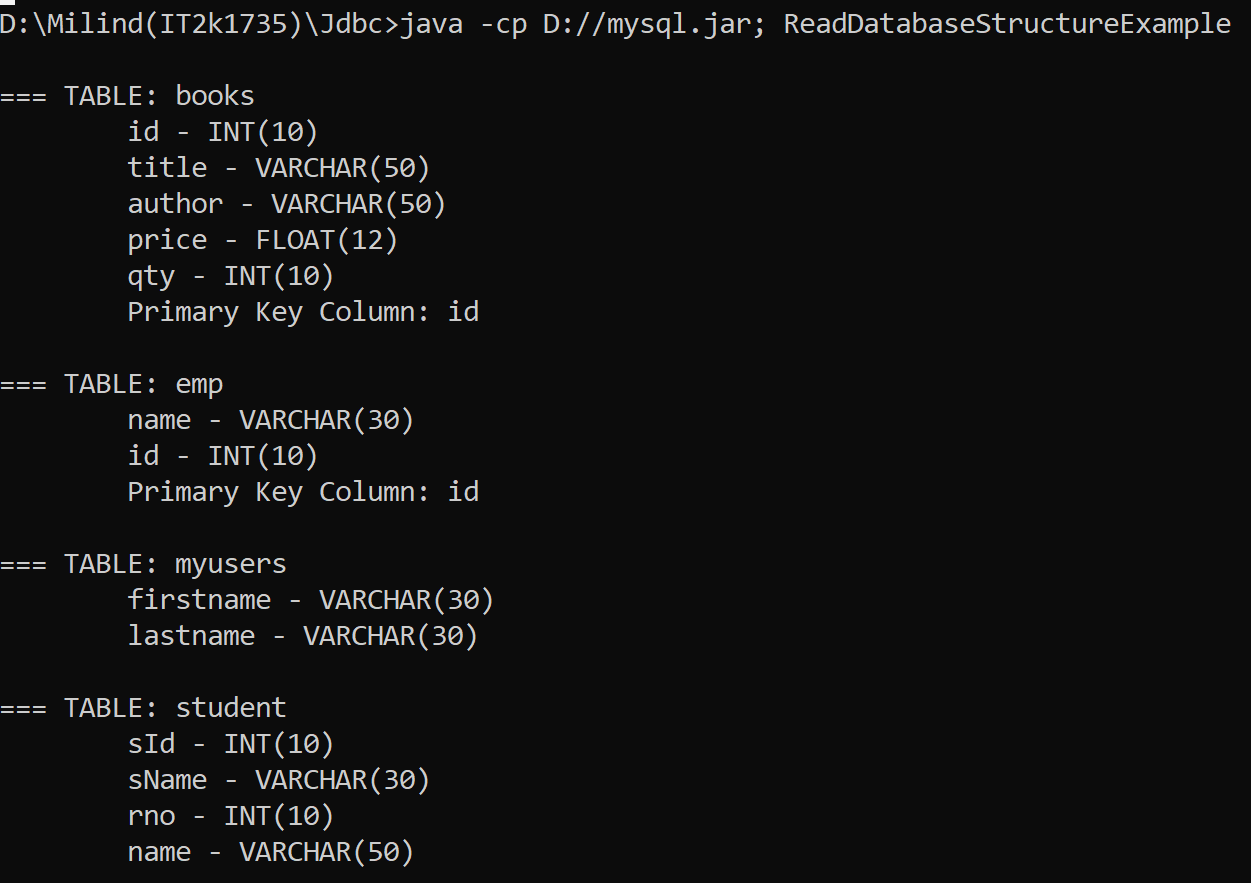 D:\Milind(IT2k1735)\Jdbc>java -cp D://mysql.jar; ReadDatabaseStructureExample
=== TABLE: books
id - INT(10)
title - VARCHAR(50)
author - VARCHAR(50)
price - FLOAT(12)
qty - INT(10)
Primary Key Column: id
=== TABLE: emp
name - VARCHAR(30)
id - INT(10)
Primary Key Column: id
=== TABLE: myusers
firstname - VARCHAR(30)
lastname - VARCHAR(30)
=== TABLE: student
sId - INT(10)
sName - VARCHAR(30)
rno - INT(10)
name - VARCHAR(50)